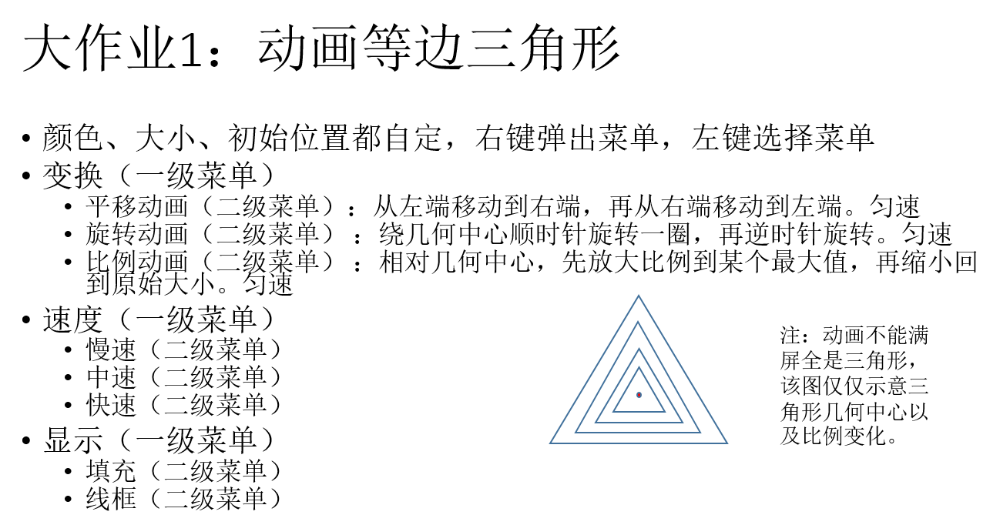 大作业1：动画等边三角形
• 颜色、大小、初始位置都自定，右键弹出菜单，左键选择菜单
• 变换（一级菜单）
• 平移动画（二级菜单）：从左端移动到右端，再从右端移动到左端。匀速
• 旋转动画（二级菜单）：绕几何中心顺时针旋转一圈，再逆时针旋转。匀速
• 比例动画（二级菜单）：相对几何中心，先放大比例到某个最大值，再缩小回
到原始大小。匀速
• 速度（一级菜单）
• 慢速（二级菜单）
• 中速（二级菜单）
• 快速（二级菜单）
• 显示（一级菜单）
• 填充（二级菜单）
• 线框（二级菜单）
注：动画不能满
屏全是三角形，
该图仅仅示意三
角形几何中心以
及比例变化。